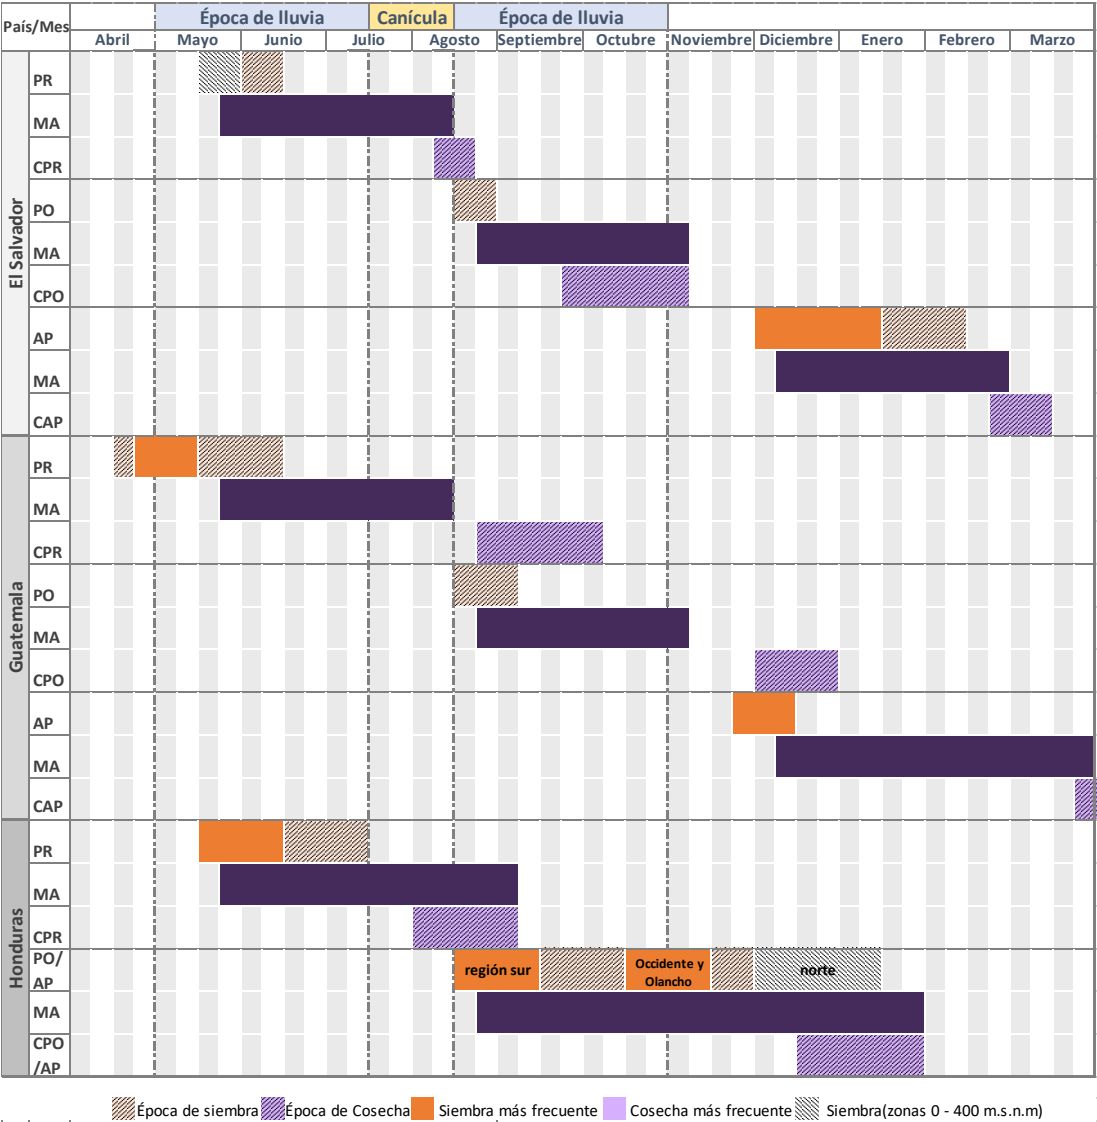 Época de lluvia Canícula Época de lluvia
País/Mes
Abril Mayo Junio Julio Agosto Septiembre Octubre Noviembre Diciembre Enero Febrero Marzo
El Salvador
PR
MA
CPR
PO
MA
CPO
AP
MA
CAP
Guatemala
PR
MA
CPR
PO
MA
CPO
AP
MA
CAP
Honduras
PR
MA
CPR
PO/
AP
región sur
Occidente y
Olancho
norte
MA
CPO
/AP
Época de siembra Época de Cosecha Siembra más frecuente Cosecha más frecuente Siembra(zonas 0 - 400 m.s.n.m)